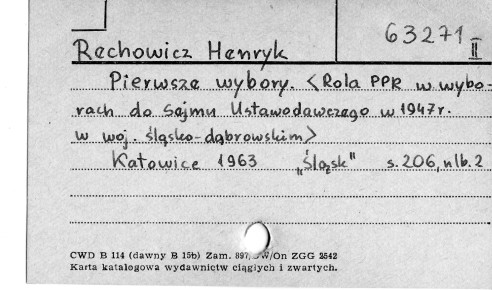 63271
II
Rechowicz Henryk
Pierwsze wybory. <Rola PPR w wybo-
rach do Sejmu Ustawodawczego w 1947r.
w woj. śląsko-dąbrowskim>
Katowice 1963 „Śląsk" s. 206, nlb. 2
CWD B 114 (dawny B 15b) Zam. 897, W/On ZGG 2542
Karta katalogowa wydawnictw ciągłych i zwartych.